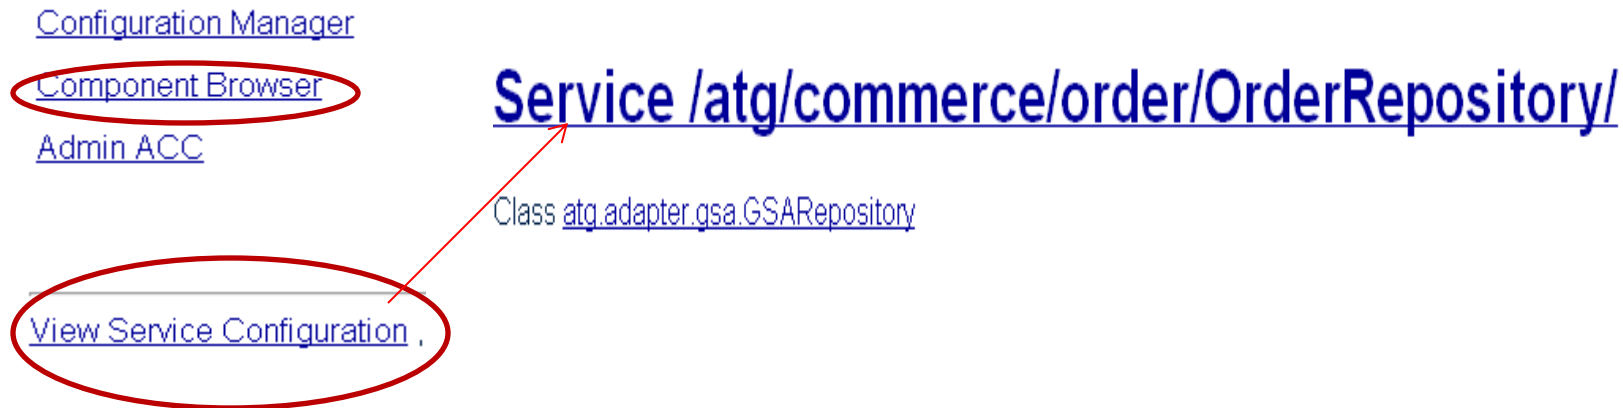 Configuration Manager
Component Browser
Admin ACC
Service /atg/commerce/order/OrderRepository/
Class atg.adapter.gsa.GSARepository
View Service Configuration ,